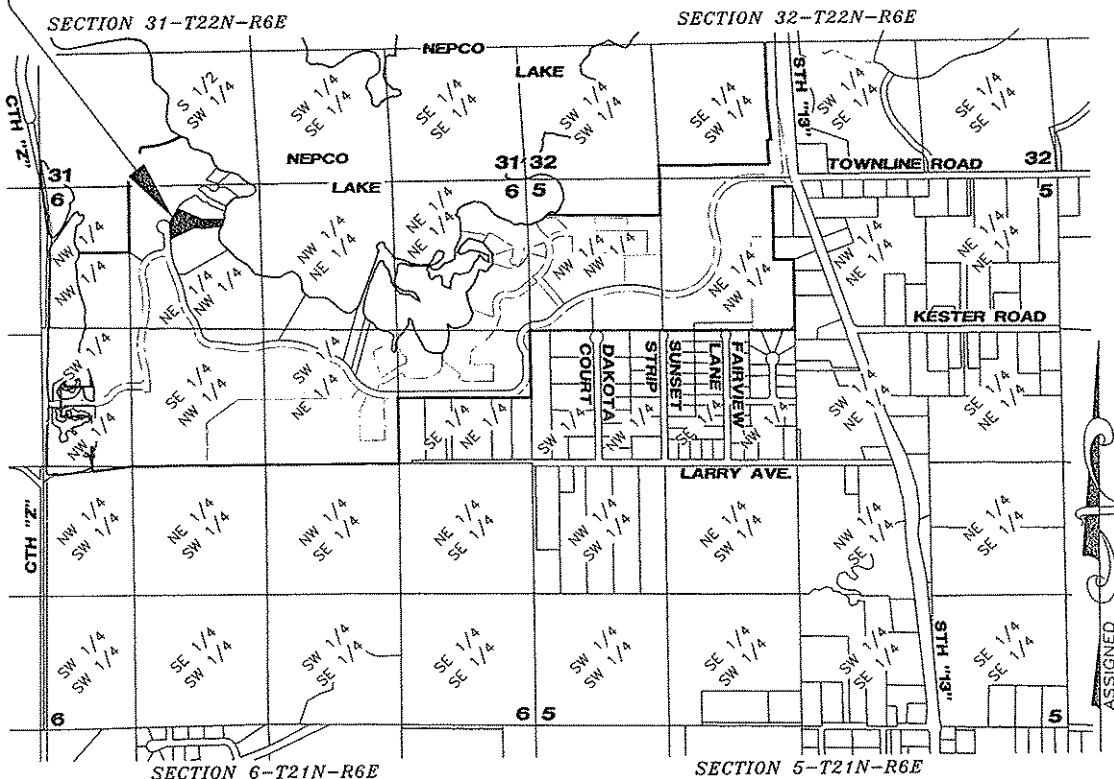 SECTION 31-T22N-R6E
SECTION 32-T22N-R6E
NEPCO
LAKE
CTH "Z"
S 1/2
SW 1/4
SW 1/4
SE 1/4
SE 1/4
SE 1/4
SW 1/4
SW 1/4
SE 1/4
SW 1/4
STH "13"
SW 1/4
SE 1/4
SE 1/4
SE 1/4
NEPCO
LAKE
31
6
31 32
6 5
TOWNLINE ROAD
32
5
NW 1/4
NW 1/4
NE 1/4
NW 1/4
NW 1/4
NE 1/4
NE 1/4
NE 1/4
NW 1/4
NW 1/4
NE 1/4
NW 1/4
NW 1/4
NE 1/4
NE 1/4
NE 1/4
KESTER ROAD
SW 1/4
NW 1/4
SE 1/4
NW 1/4
SW 1/4
NE 1/4
SE 1/4
NE 1/4
SW 1/4
NW 1/4
DAKOTA
COURT
SUNSET
STRIP
FAIRVIEW
LANE
SE 1/4
NW 1/4
SW 1/4
NE 1/4
SE 1/4
NE 1/4
LARRY AVE.
CTH "Z"
NW 1/4
SW 1/4
NE 1/4
SW 1/4
NW 1/4
SE 1/4
NE 1/4
SE 1/4
NW 1/4
SW 1/4
NE 1/4
SW 1/4
NW 1/4
SE 1/4
NE 1/4
SE 1/4
SW 1/4
SW 1/4
SE 1/4
SW 1/4
SW 1/4
SE 1/4
SE 1/4
SE 1/4
SW 1/4
SW 1/4
SE 1/4
SW 1/4
SW 1/4
SE 1/4
STH "13"
SE 1/4
SE 1/4
ASSIGNED
6
6 5
5
SECTION 6-T21N-R6E
SECTION 5-T21N-R6E